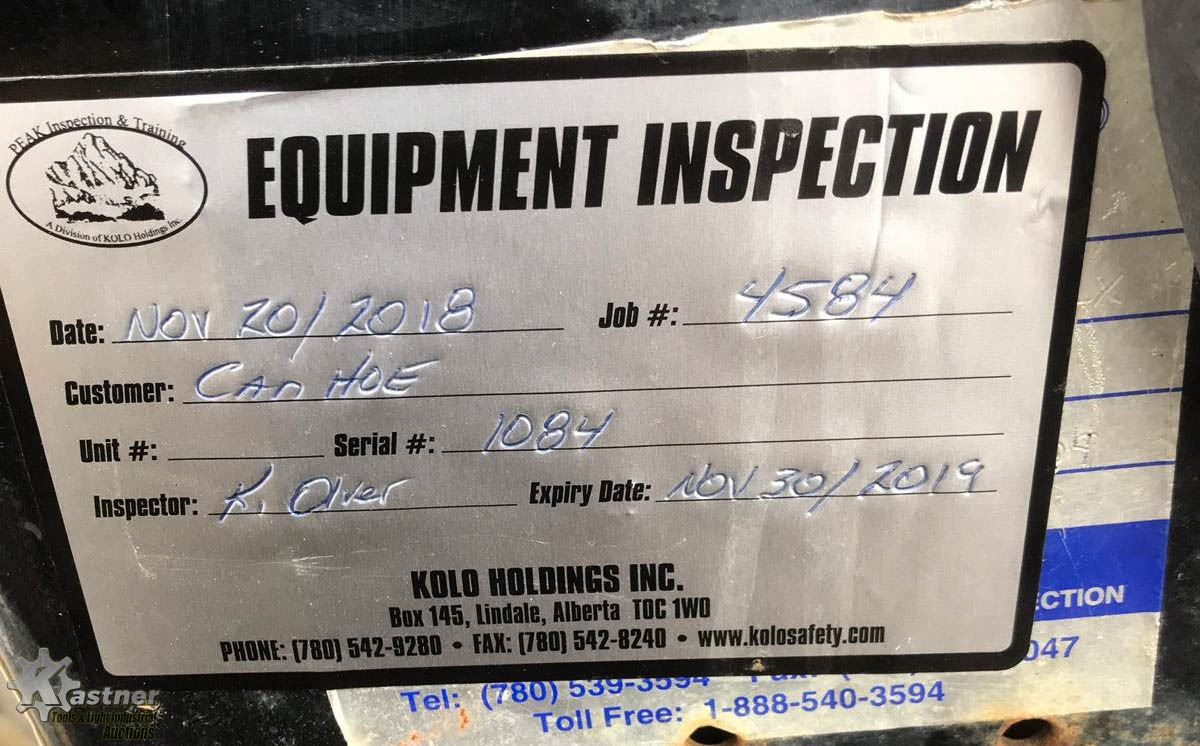 PEAK Inspection & Training
A Division of KOLO Holdings Inc.
EQUIPMENT INSPECTION
Date: NOV 20/2018 Job #: 4584
Customer: CAN HOE
Unit #: Serial #: 1084
Inspector: K. Olver Expiry Date: NOV 30/2019
KOLO HOLDINGS INC.
Box 145, Lindale, Alberta T0C 1W0
PHONE: (780) 542-9280 • FAX: (780) 542-8240 • www.kolosafety.com
ECTION
047
Tel: (780) 539-3594
Toll Free: 1-888-540-3594
Kastner
Tools & Light Industrial
Auctions